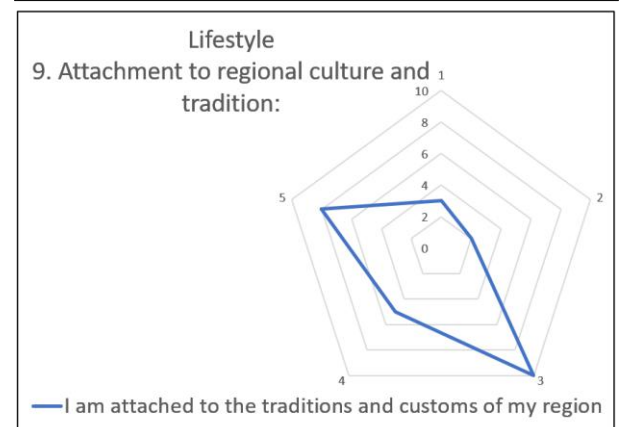 Lifestyle
9. Attachment to regional culture and
tradition:
1
10
8
6
4
2
0
5
2
4
3
I am attached to the traditions and customs of my region